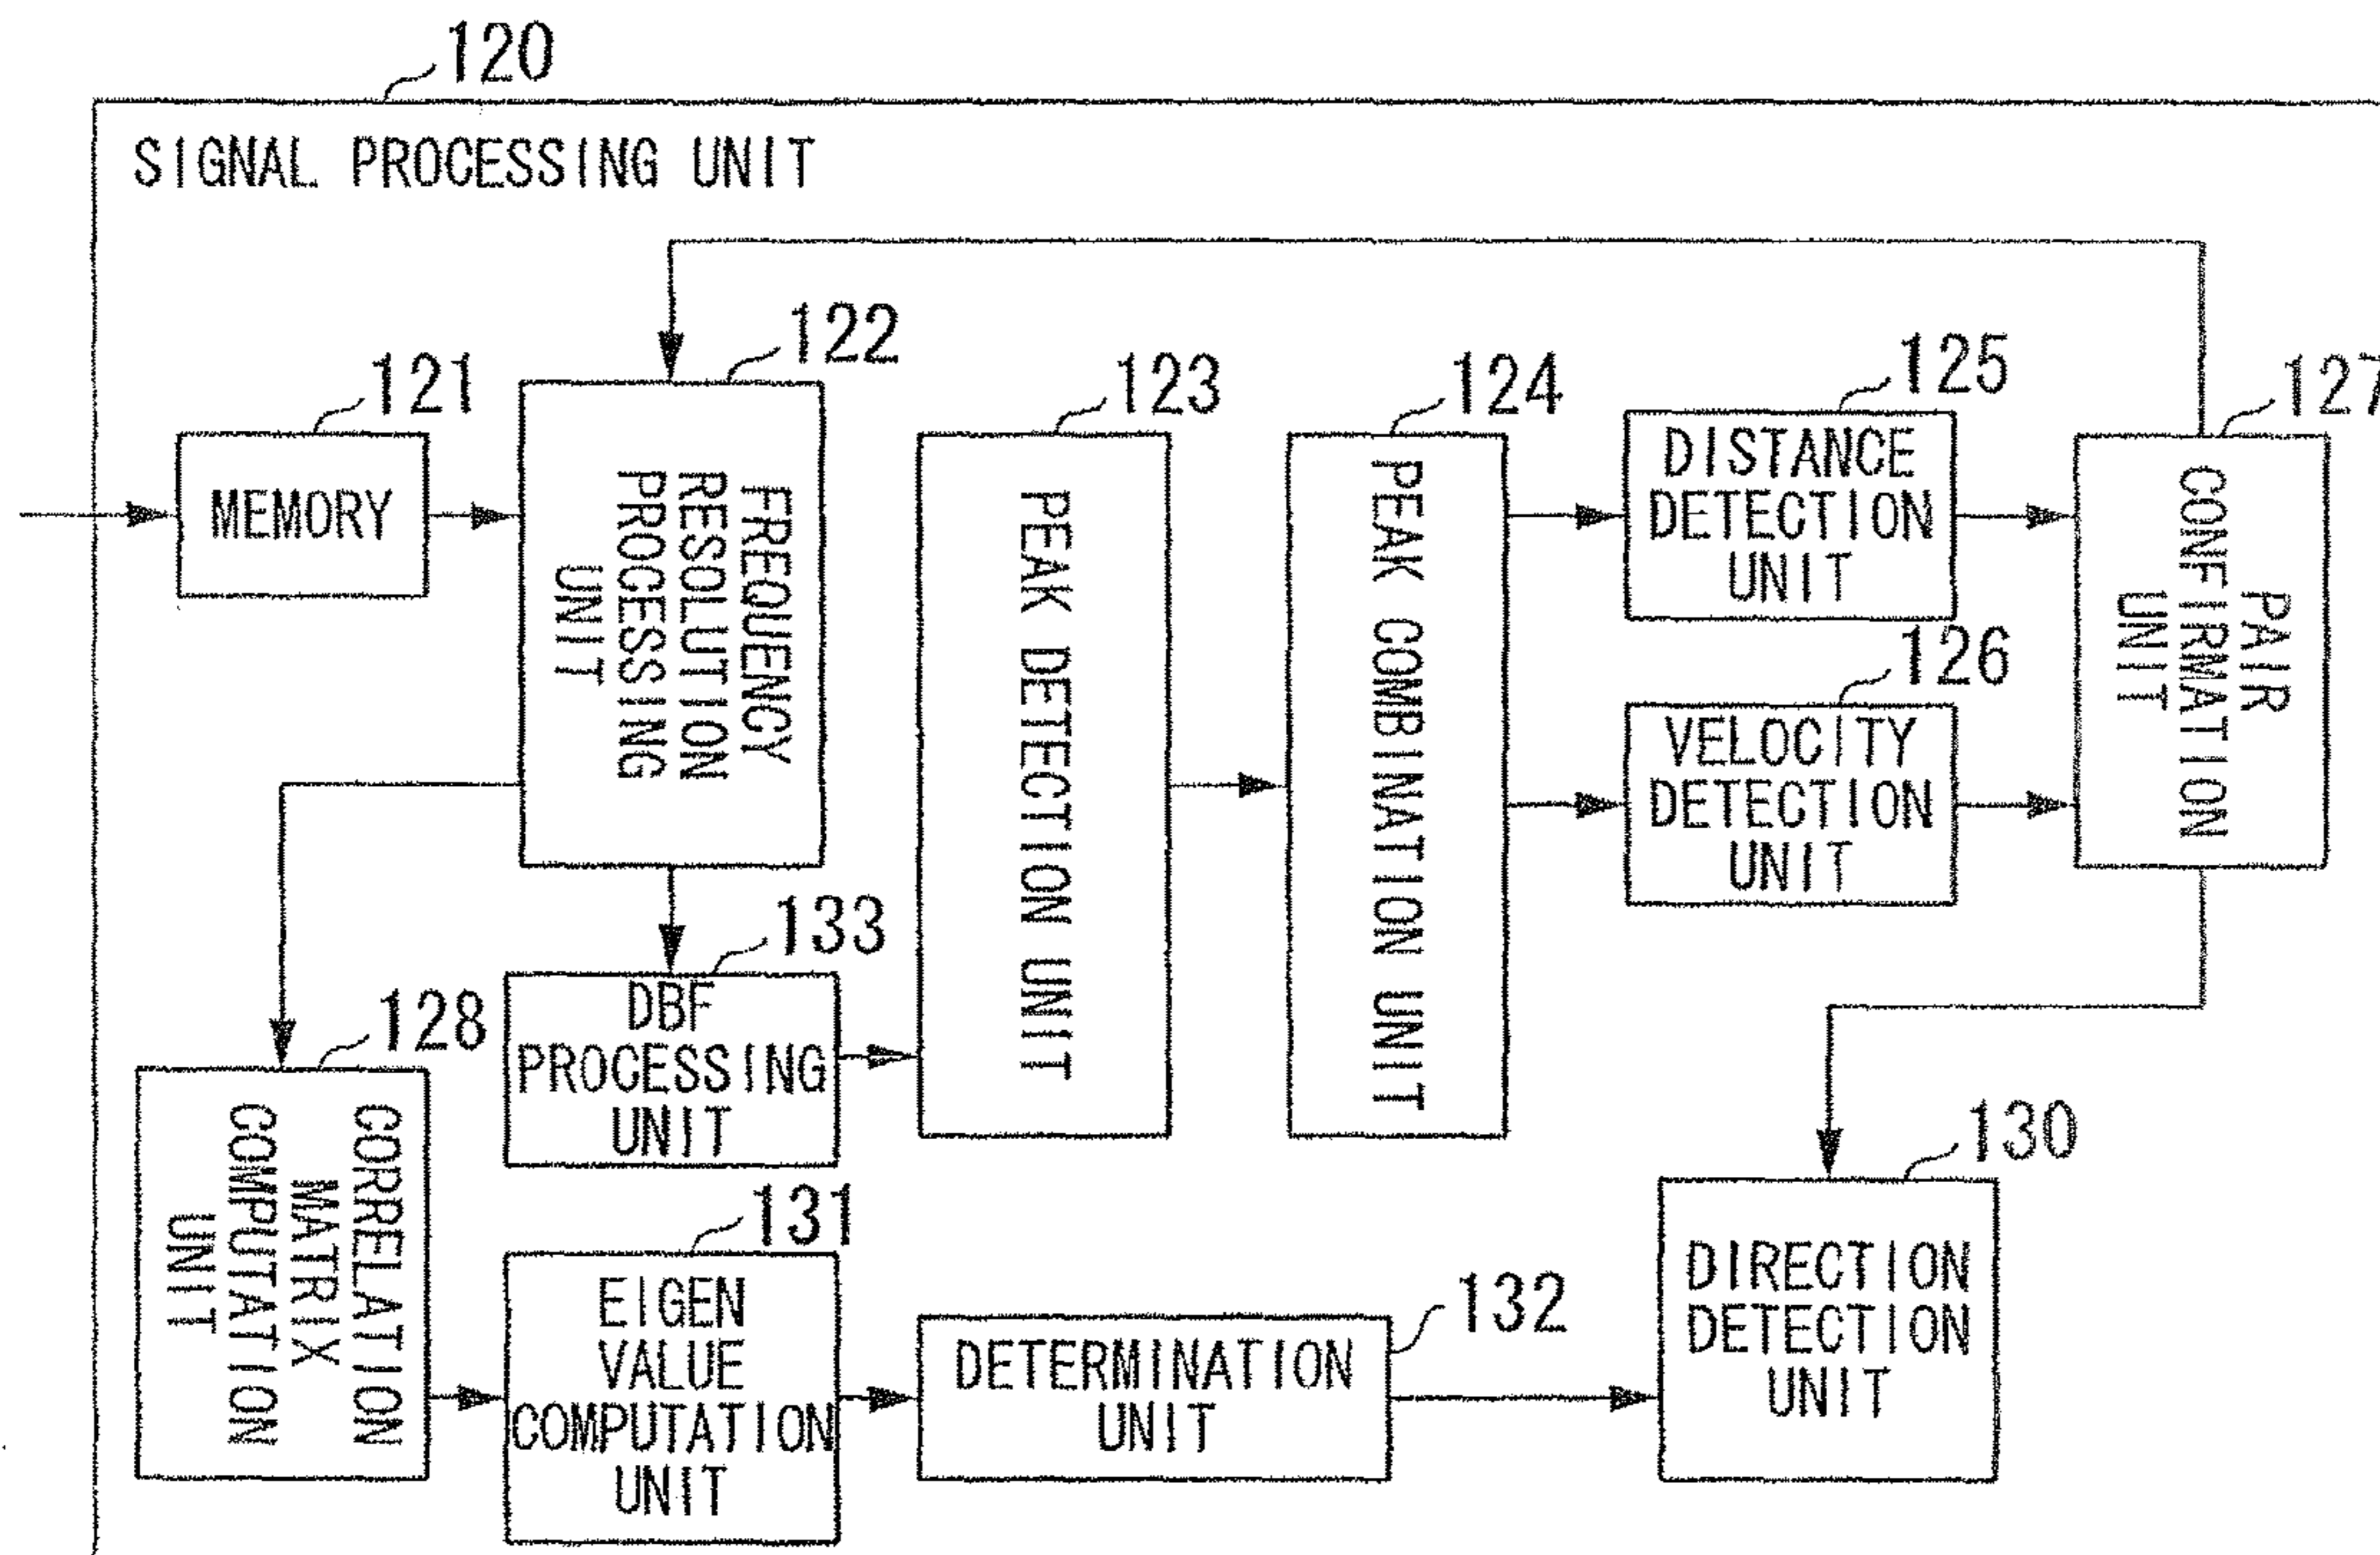 120
SIGNAL PROCESSING UNIT
121
MEMORY
122
FREQUENCY
RESOLUTION
PROCESSING
UNIT
123
PEAK DETECTION UNIT
124
PEAK COMBINATION UNIT
125
DISTANCE
DETECTION
UNIT
126
VELOCITY
DETECTION
UNIT
127
PAIR
CONFIRMATION
UNIT
133
DBF
PROCESSING
UNIT
128
CORRELATION
MATRIX
COMPUTATION
UNIT
131
EIGEN
VALUE
COMPUTATION
UNIT
132
DETERMINATION
UNIT
130
DIRECTION
DETECTION
UNIT